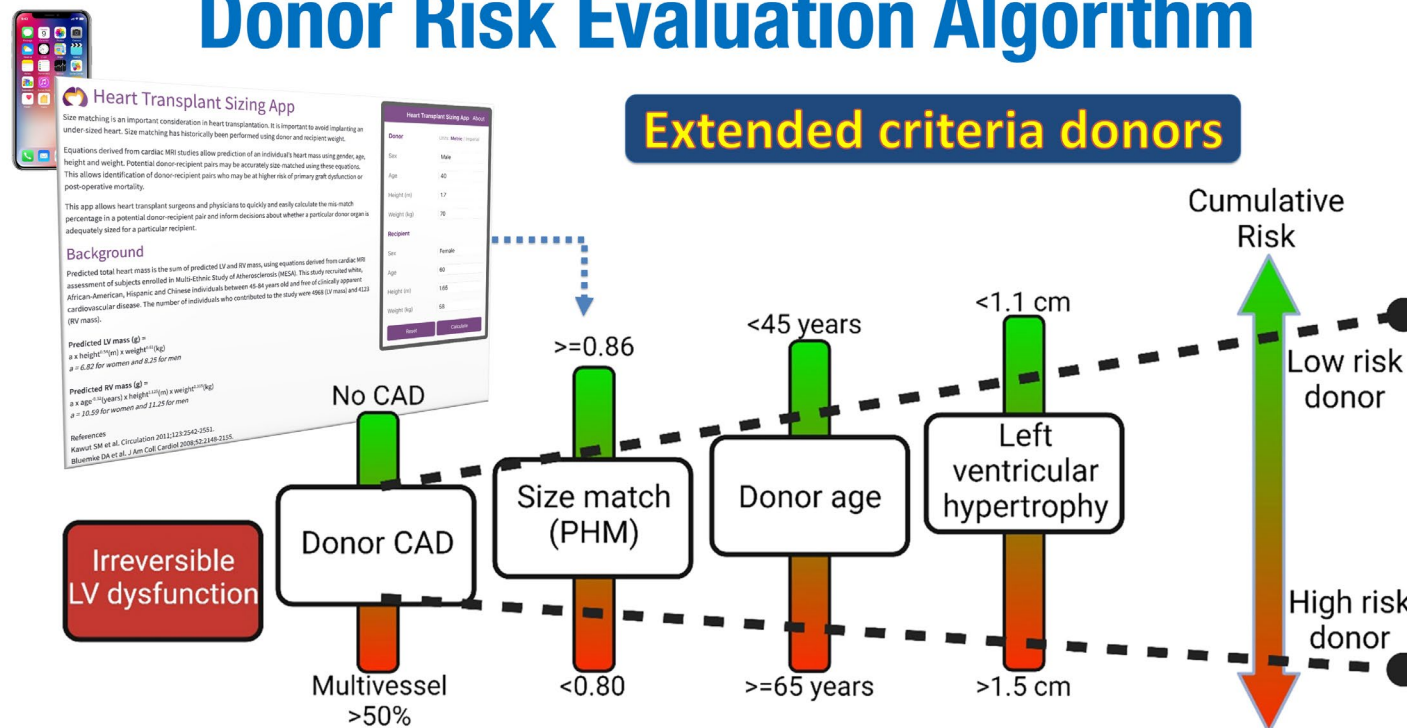 Donor Risk Evaluation Algorithm
Heart Transplant Sizing App
Size matching is an important consideration in heart transplantation. It is important to avoid implanting an
under-sized heart. Size matching has historically been performed using donor and recipient weight.
Equations derived from cardiac MRI studies allow prediction of an individual's heart mass using gender, age,
height and weight. Potential donor-recipient pairs may be accurately size matched using these equations.
This allows identification of donor-recipient pairs who may be at higher risk of primary graft dysfunction or
post-operative mortality.
This app allows heart transplant surgeons and physicians to quickly and easily calculate the mis-match
percentage in a potential donor-recipient pair and inform decisions about whether a particular donor organ is
adequately sized for a particular recipient.
Background
Predicted total heart mass is the sum of predicted LV and RV mass, using equations derived from cardiac MRI
assessment of subjects enrolled in Multi-Ethnic Study of Atherosclerosis (MESA). This study recruited white,
African-American, Hispanic and Chinese individuals between 45-84 years old and free of clinically apparent
cardiovascular disease. The number of individuals who contributed to the study were 4968 (LV mass) and 4123
(RV mass).
Predicted LV mass (g) =
a x height (m) x weight (kg)
a = 6.82 for women and 8.25 for men
Predicted RV mass (g) =
a x age (years) x height (m) x weight (kg)
a = 10.59 for women and 11.25 for men
References
Kawut SM et al. Circulation 2011;123:2542-2551.
Bluemke DA et al. J Am Coll Cardiol 2008;52:2148-2155.
Heart Transplant Sizing App About
Donor
Units: Metric / Imperial
Sex Male
Age 40
Height (m) 1.7
Weight (kg) 70
Recipient
Sex Female
Age 60
Height (m) 1.65
Weight (kg) 58
Reset Calculate
Extended criteria donors
Cumulative
Risk
Low risk
donor
High risk
donor
Irreversible
LV dysfunction
No CAD
Donor CAD
Multivessel
>50%
>=0.86
Size match
(PHM)
<0.80
<45 years
Donor age
>=65 years
<1.1 cm
Left
ventricular
hypertrophy
>1.5 cm